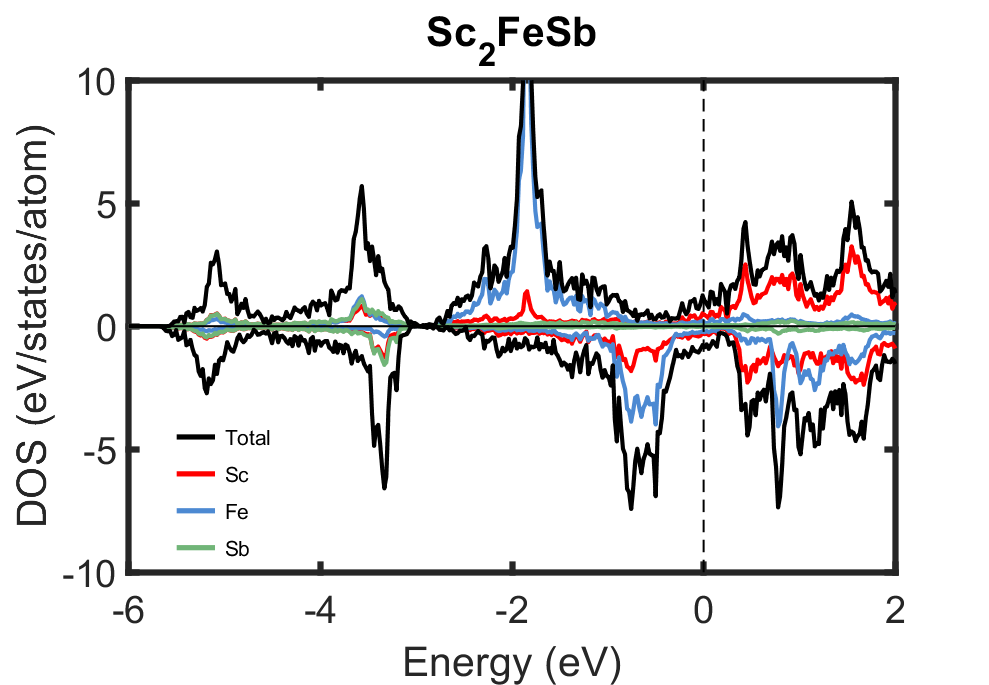 Sc2FeSb
DOS (eV/states/atom)
10
5
0
-5
-10
Total
Sc
Fe
Sb
-6 -4 -2 0 2
Energy (eV)